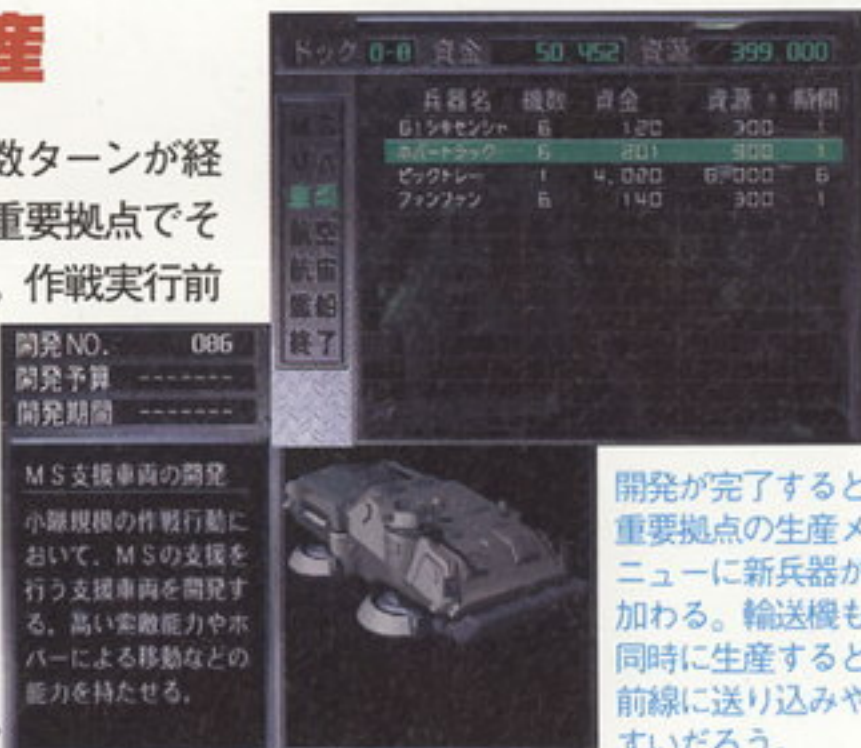 産
数ターンが経
重要拠点でそ
。作戦実行前
ドック 0-0 資金 50,452 資源 399,000
兵器名 機数 資金 資源 時間
61シキセンシャ 6 120 300 1
ホバートラック 6 201 900 1
ビックトレー 1 4,020 6,000 6
ファンファン 6 140 300 1
航空
航宙
艦船
終了
開発NO. 086
開発予算 -------
開発期間 -------
MS支援車両の開発
小隊規模の作戦行動に
おいて、MSの支援を
行う支援車両を開発す
る。高い索敵能力やホ
バーによる移動などの
能力を持たせる。
開発が完了すると
重要拠点の生産メ
ニューに新兵器が
加わる。輸送機も
同時に生産すると
前線に送り込みや
すいだろう。